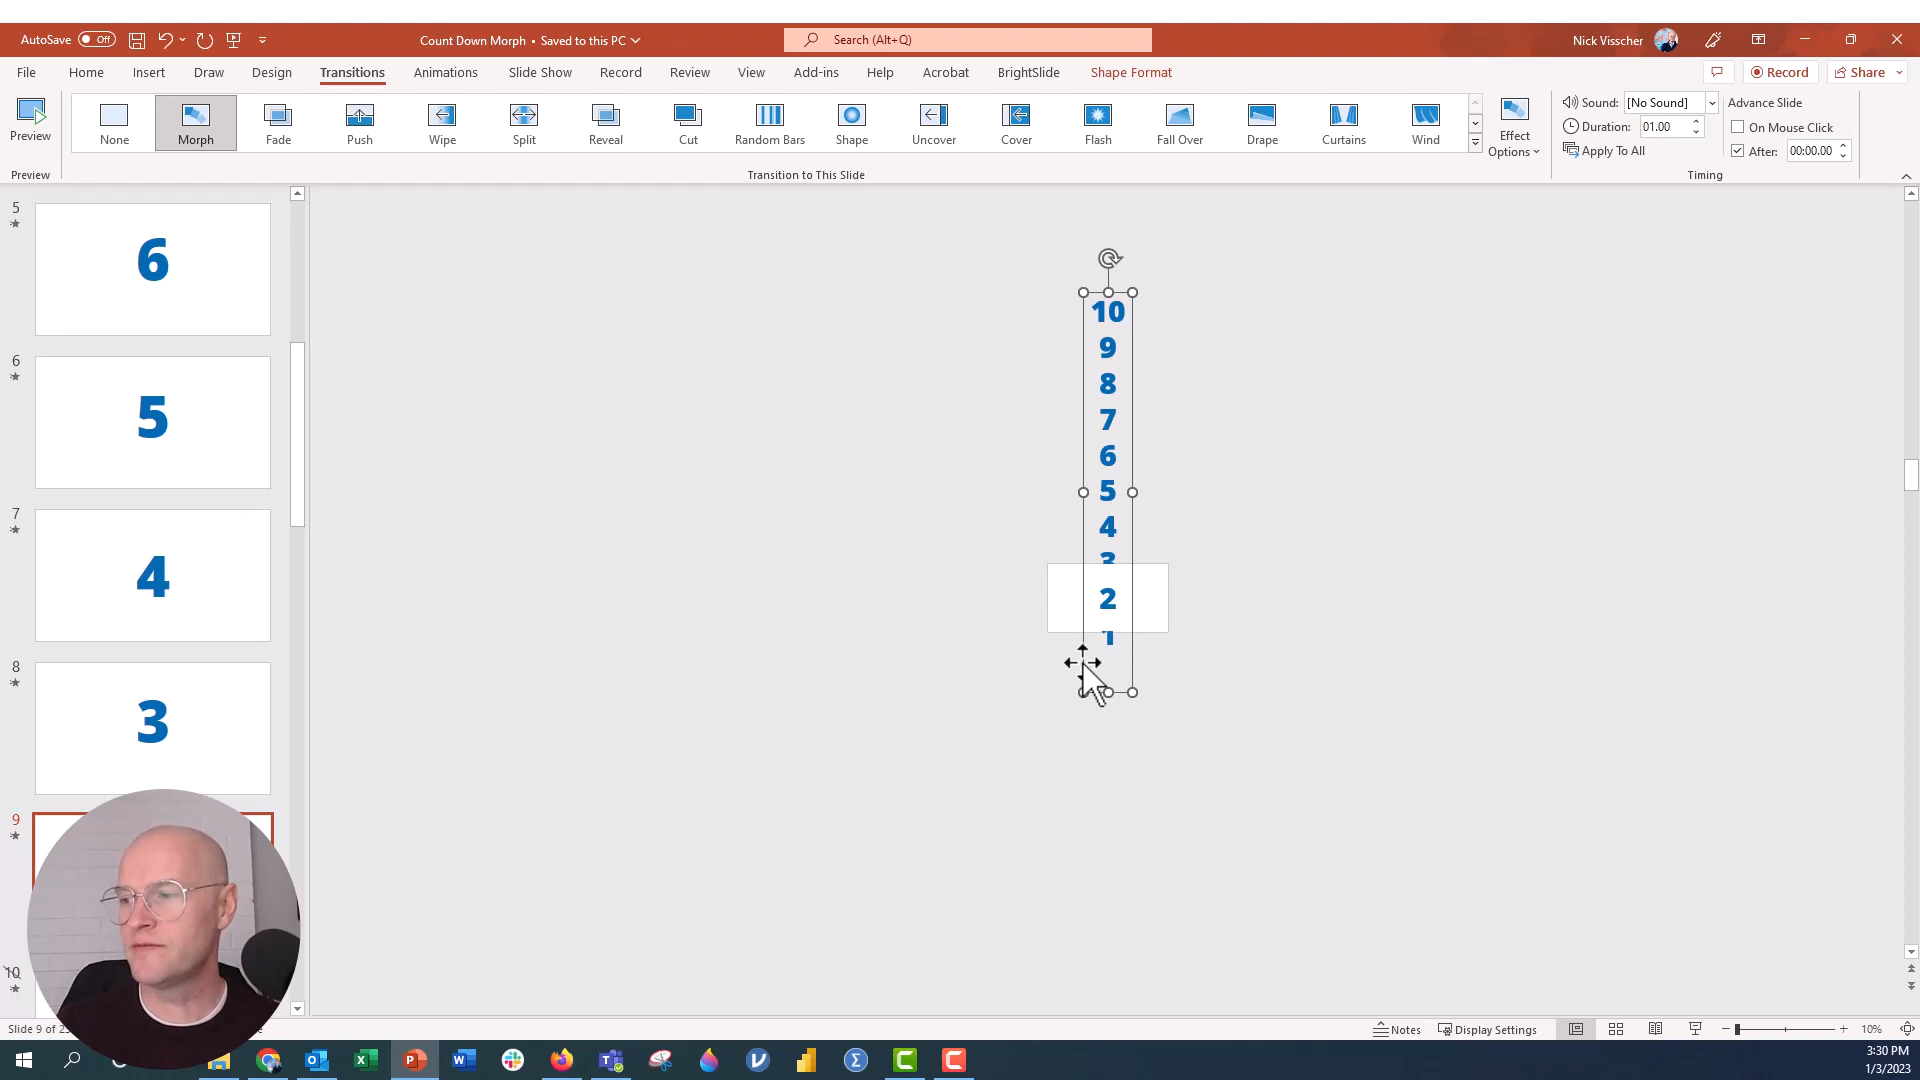 AutoSave Off
Count Down Morph • Saved to this PC
Search (Alt+Q)
Nick Visscher
File Home Insert Draw Design Transitions Animations Slide Show Record Review View Add-ins Help Acrobat BrightSlide Shape Format
Record
Share
Preview
None
Morph
Fade
Push
Wipe
Split
Reveal
Cut
Random Bars
Shape
Uncover
Cover
Flash
Fall Over
Drape
Curtains
Wind
Effect
Options
Sound: [No Sound]
Duration: 01.00
Apply To All
Advance Slide
On Mouse Click
After: 00:00.00
Preview
Transition to This Slide
Timing
5
6
6
5
7
4
8
3
9
10
10
9
8
7
6
5
4
3
2
1
Slide 9 of
Notes
Display Settings
10%
3:30 PM
1/3/2023